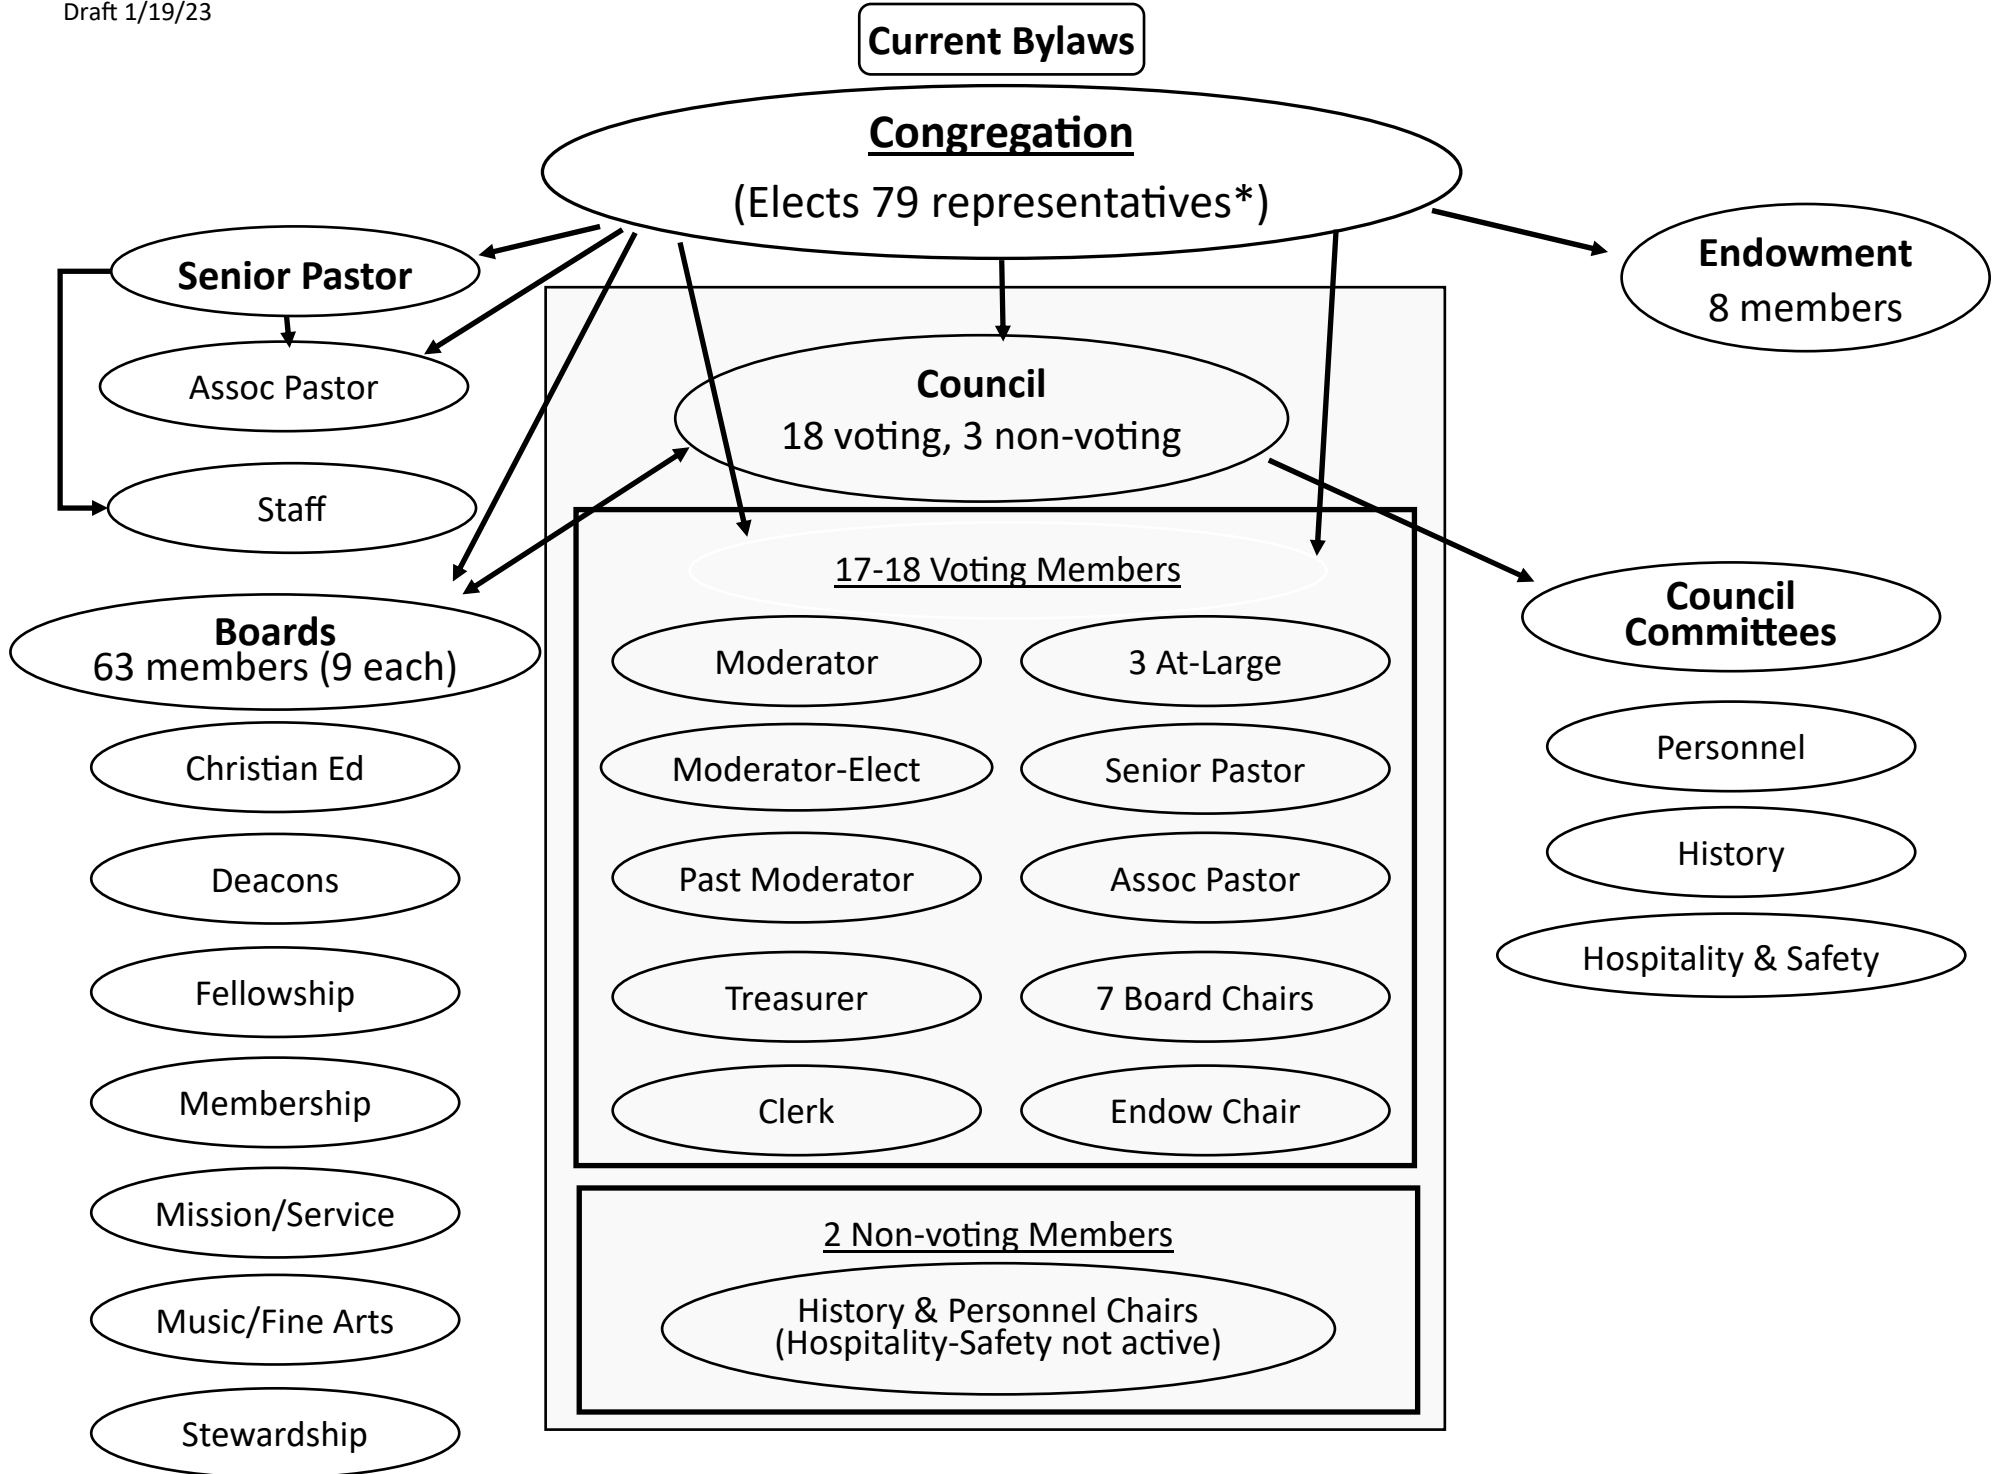 Draft 1/19/23
Current Bylaws
Congregation
(Elects 79 representatives*)
Senior Pastor
Assoc Pastor
Staff
Endowment
8 members
Council
18 voting, 3 non-voting
Boards
63 members (9 each)
Christian Ed
Deacons
Fellowship
Membership
Mission/Service
Music/Fine Arts
Stewardship
17-18 Voting Members
Moderator
3 At-Large
Moderator-Elect
Senior Pastor
Past Moderator
Assoc Pastor
Treasurer
7 Board Chairs
Clerk
Endow Chair
2 Non-voting Members
History & Personnel Chairs
(Hospitality-Safety not active)
Council
Committees
Personnel
History
Hospitality & Safety